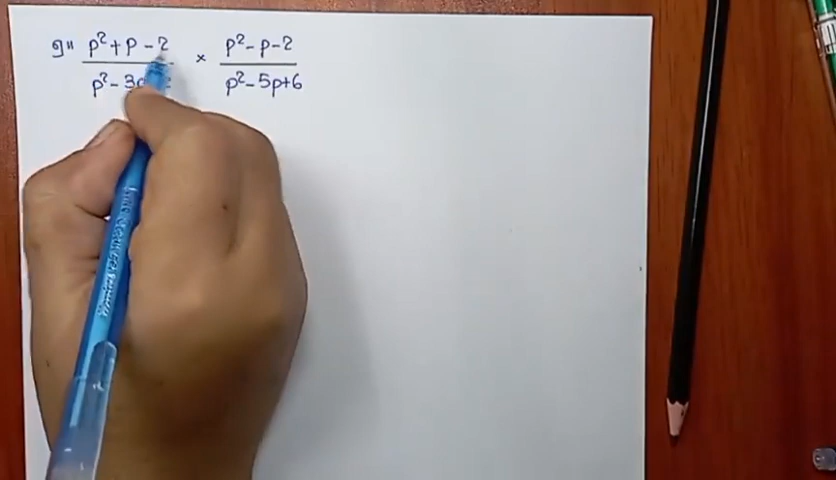 9" p² + p - 2 × p² - p - 2
p² - 3 p² - 5p + 6